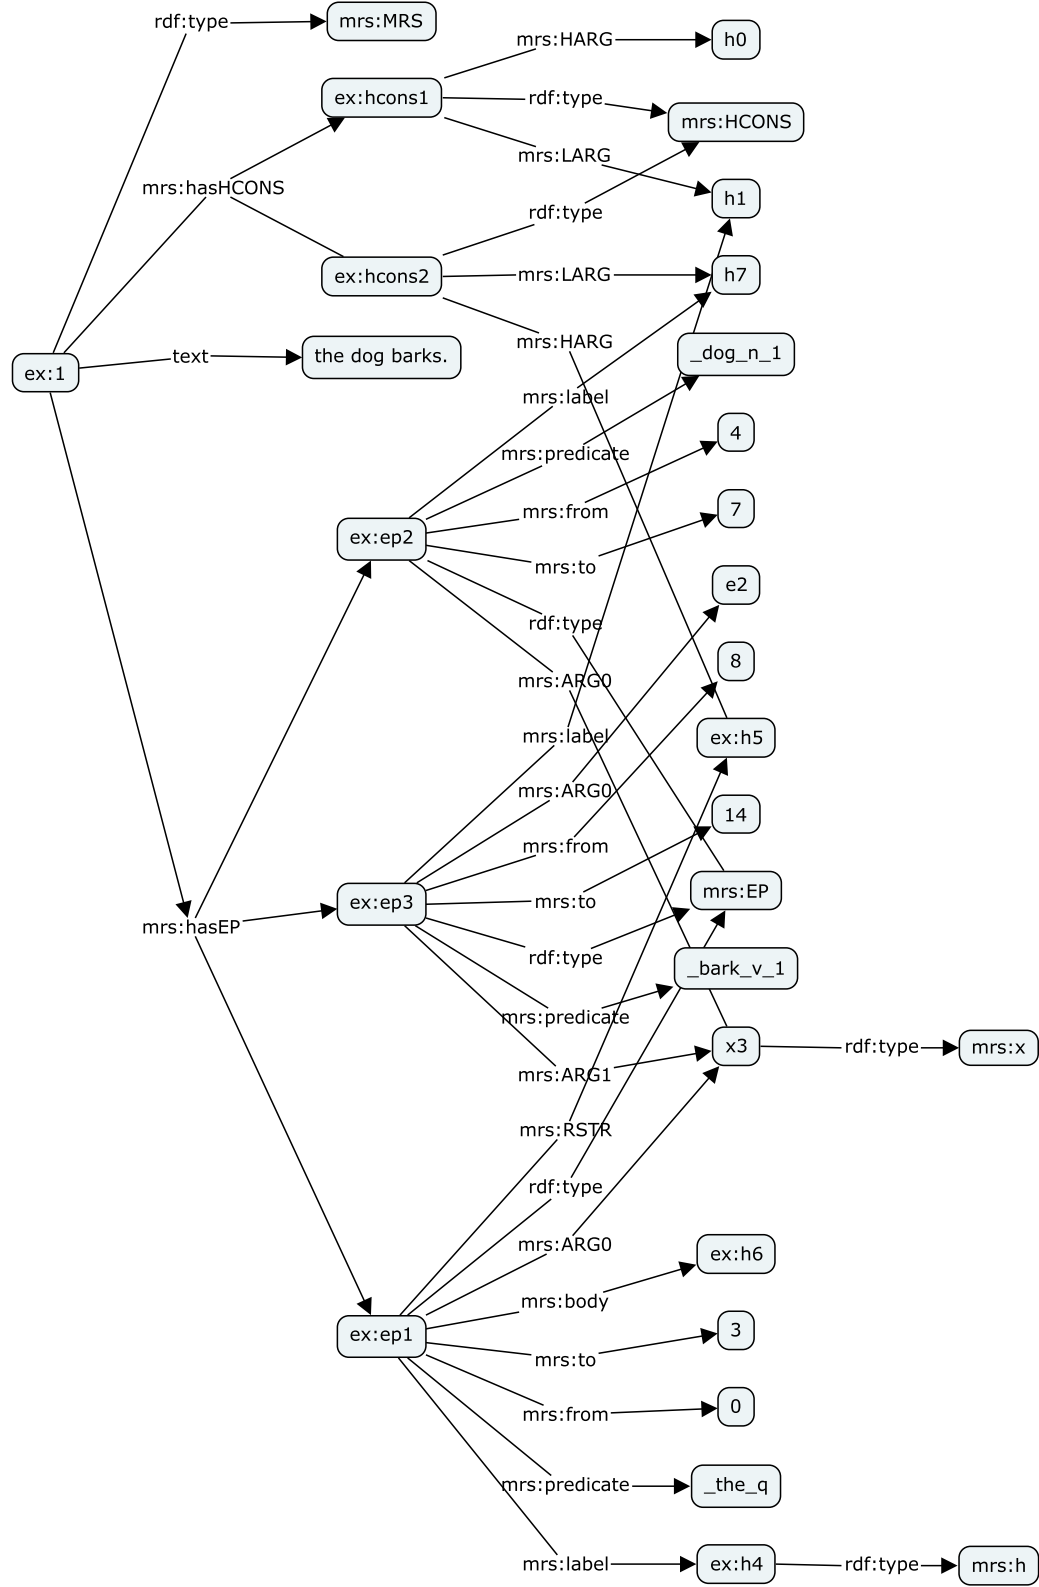 rdf:type
mrs:MRS
mrs:HARG
h0
ex:hcons1
rdf:type
mrs:HCONS
mrs:LARG
mrs:hasHCONS
h1
rdf:type
ex:hcons2
mrs:LARG
h7
mrs:HARG
ex:1
text
the dog barks.
_dog_n_1
mrs:label
4
mrs:predicate
mrs:from
7
ex:ep2
mrs:to
e2
rdf:type
8
mrs:ARG0
mrs:label
ex:h5
mrs:ARG0
14
mrs:from
mrs:EP
ex:ep3
mrs:to
mrs:hasEP
rdf:type
_bark_v_1
mrs:predicate
x3
rdf:type
mrs:x
mrs:ARG1
mrs:RSTR
rdf:type
mrs:ARG0
ex:h6
mrs:body
ex:ep1
3
mrs:to
0
mrs:from
mrs:predicate
_the_q
mrs:label
ex:h4
rdf:type
mrs:h